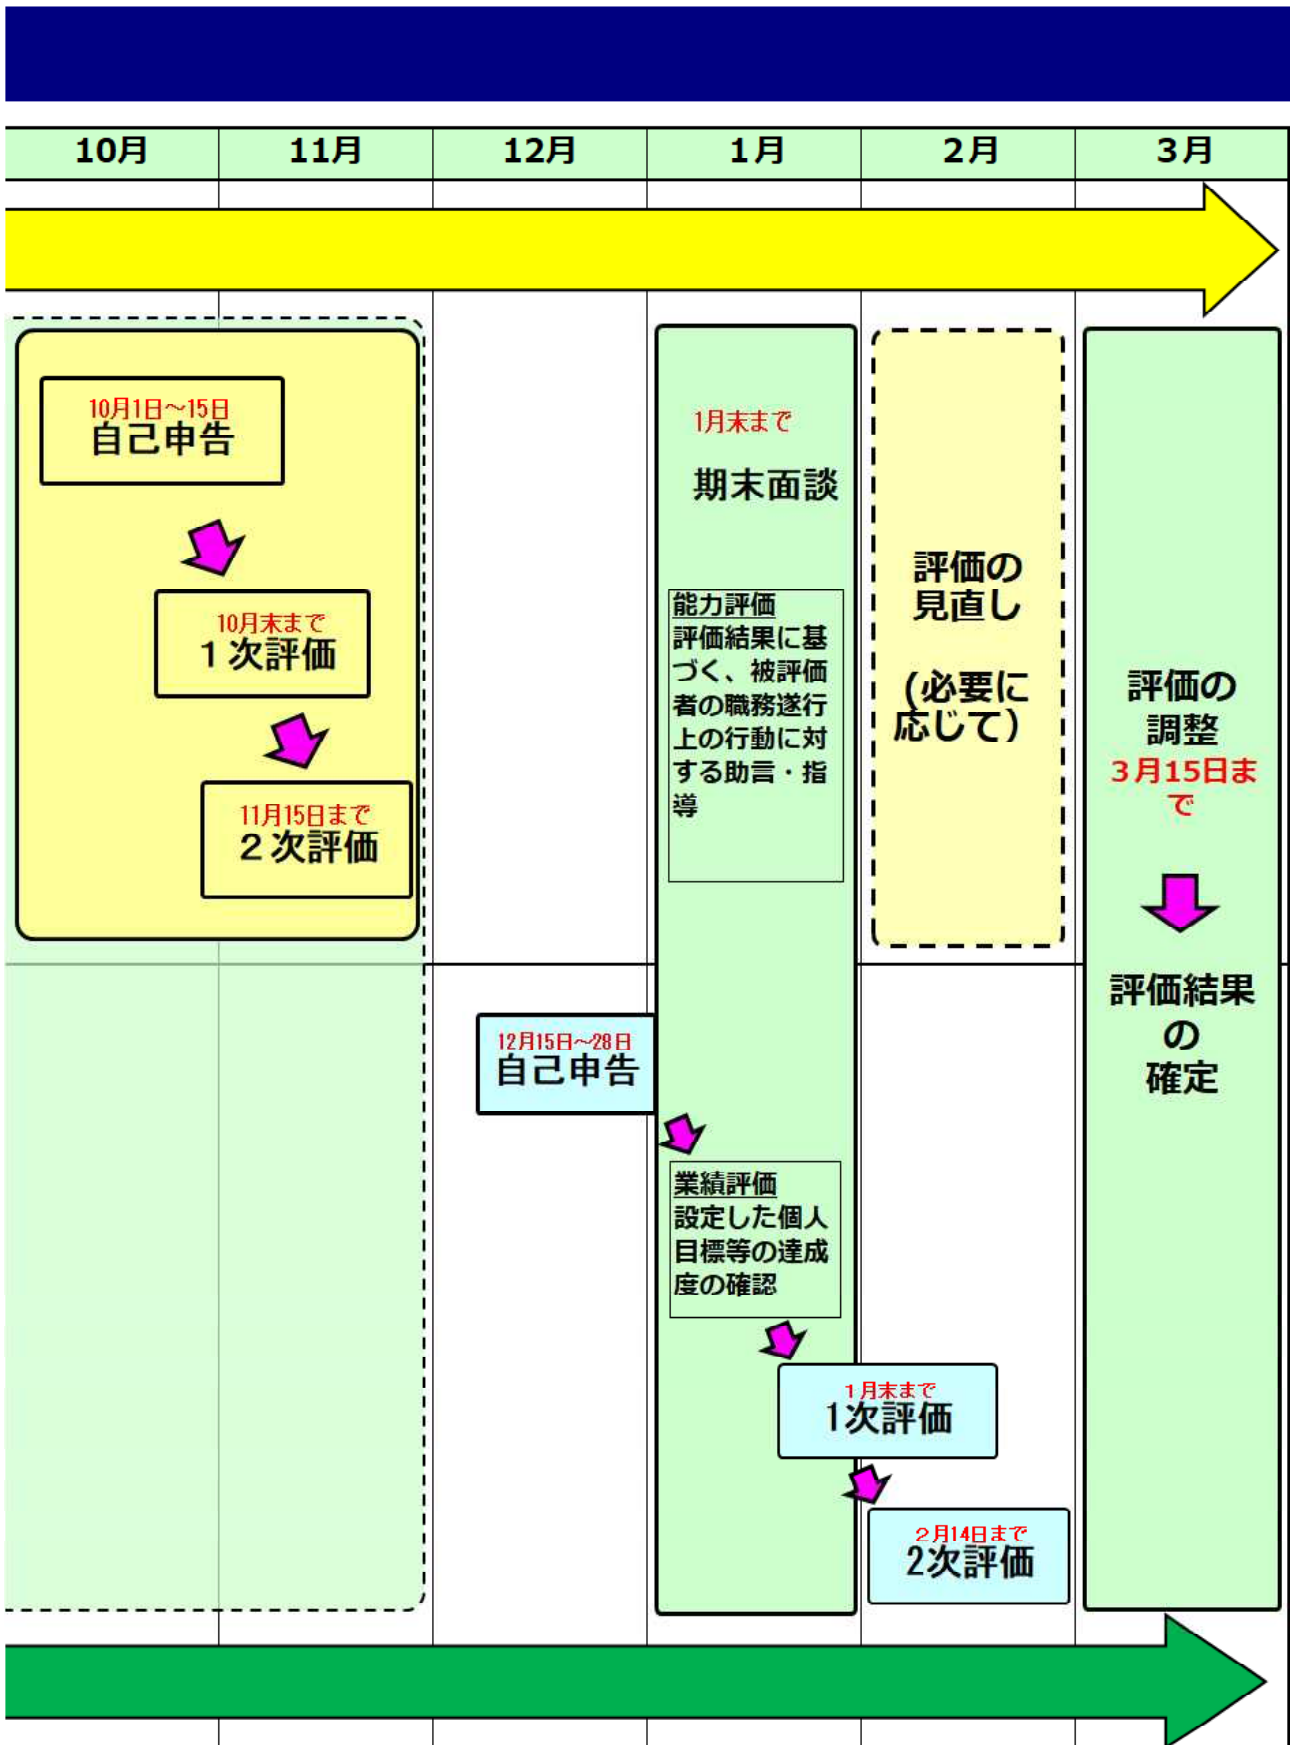 10月
11月
12月
1月
2月
3月
10月1日～15日
自己申告
10月末まで
1次評価
11月15日まで
2次評価
12月15日～28日
自己申告
1月末まで
期末面談
能力評価
評価結果に基
づく、被評価
者の職務遂行
上の行動に対
する助言・指
導
業績評価
設定した個人
目標等の達成
度の確認
1月末まで
1次評価
2月14日まで
2次評価
評価の
見直し
(必要に
応じて）
評価の
調整
３月15日ま
で
評価結果
の
確定